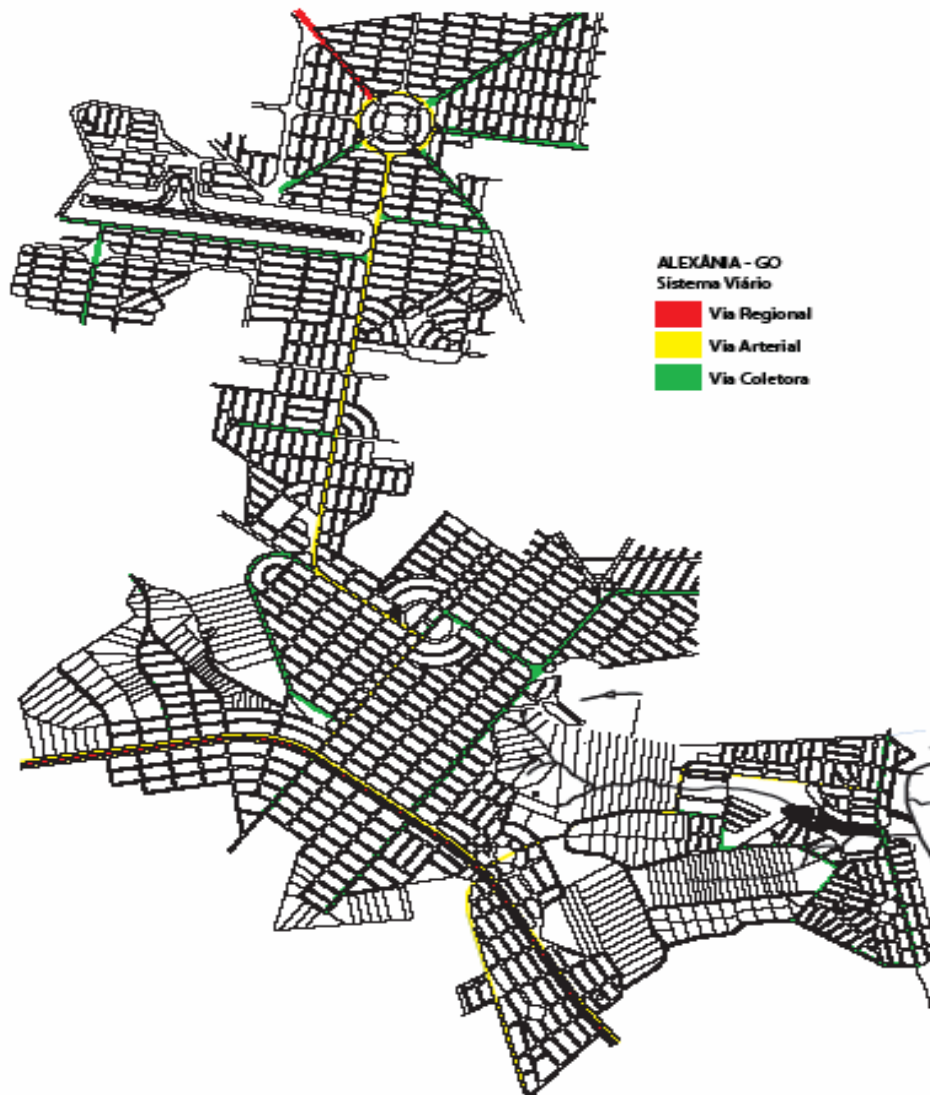 ALEXÂNIA - GO
Sistema Viário
Via Regional
Via Arterial
Via Coletora